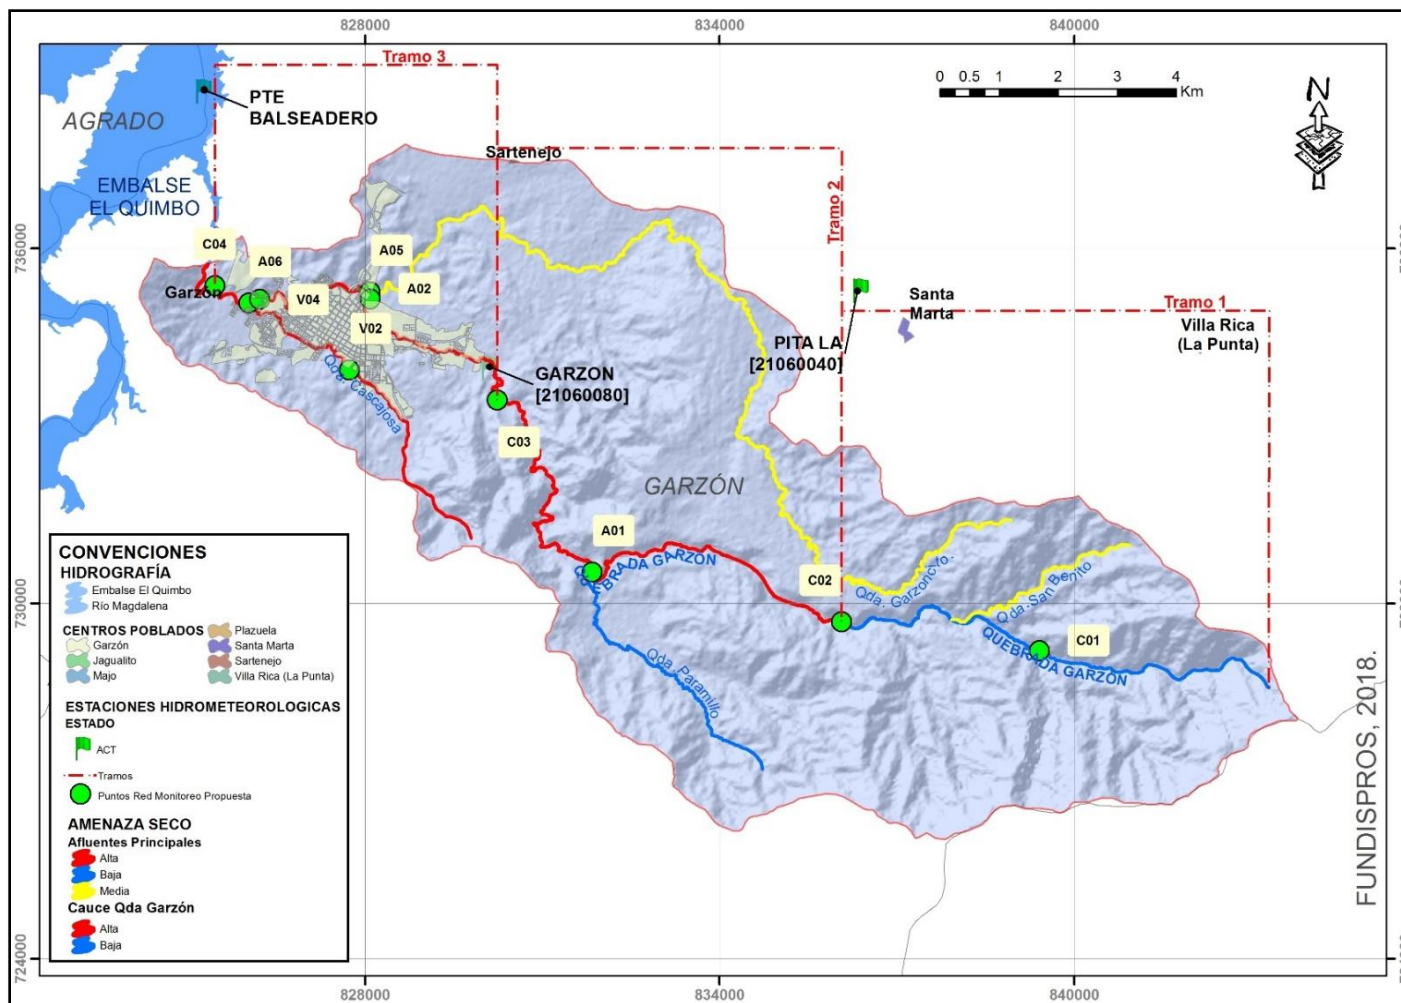 828000
834000
840000
Tramo 3
0 0.5 1 2 3 4
Km
N
PTE
BALSEADERO
AGRADO
Sartenejo
EMBALSE
EL QUIMBO
Tramo 2
736000
C04
A06
A05
A02
Garzón
V04
V02
Santa
Marta
Tramo 1
Villa Rica
(La Punta)
PITA LA
[21060040]
GARZON
[21060080]
Qda. Cascajosa
C03
GARZÓN
A01
QUEBRADA GARZÓN
C02
Qda. Garzoncito.
Qda. San Benito
730000
C01
QUEBRADA GARZÓN
Qda. Paramillo
CONVENCIONES
HIDROGRAFÍA
Embalse El Quimbo
Río Magdalena
CENTROS POBLADOS
Garzón
Jagualito
Majo
Plazuela
Santa Marta
Sartenejo
Villa Rica (La Punta)
ESTACIONES HIDROMETEOROLOGICAS
ESTADO
ACT
Tramos
Puntos Red Monitoreo Propuesta
AMENAZA SECO
Afluentes Principales
Alta
Baja
Media
Cauce Qda Garzón
Alta
Baja
FUNDISPROS, 2018.
724000
828000
834000
840000